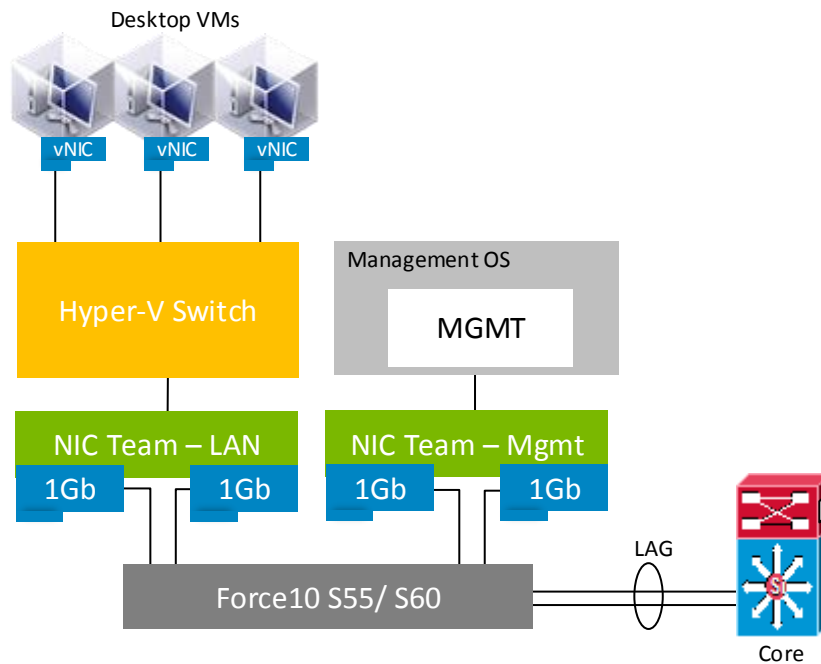 Desktop VMs
vNIC
vNIC
vNIC
Hyper-V Switch
Management OS
MGMT
NIC Team – LAN
NIC Team – Mgmt
1Gb
1Gb
1Gb
1Gb
LAG
Force10 S55/ S60
Si
Core